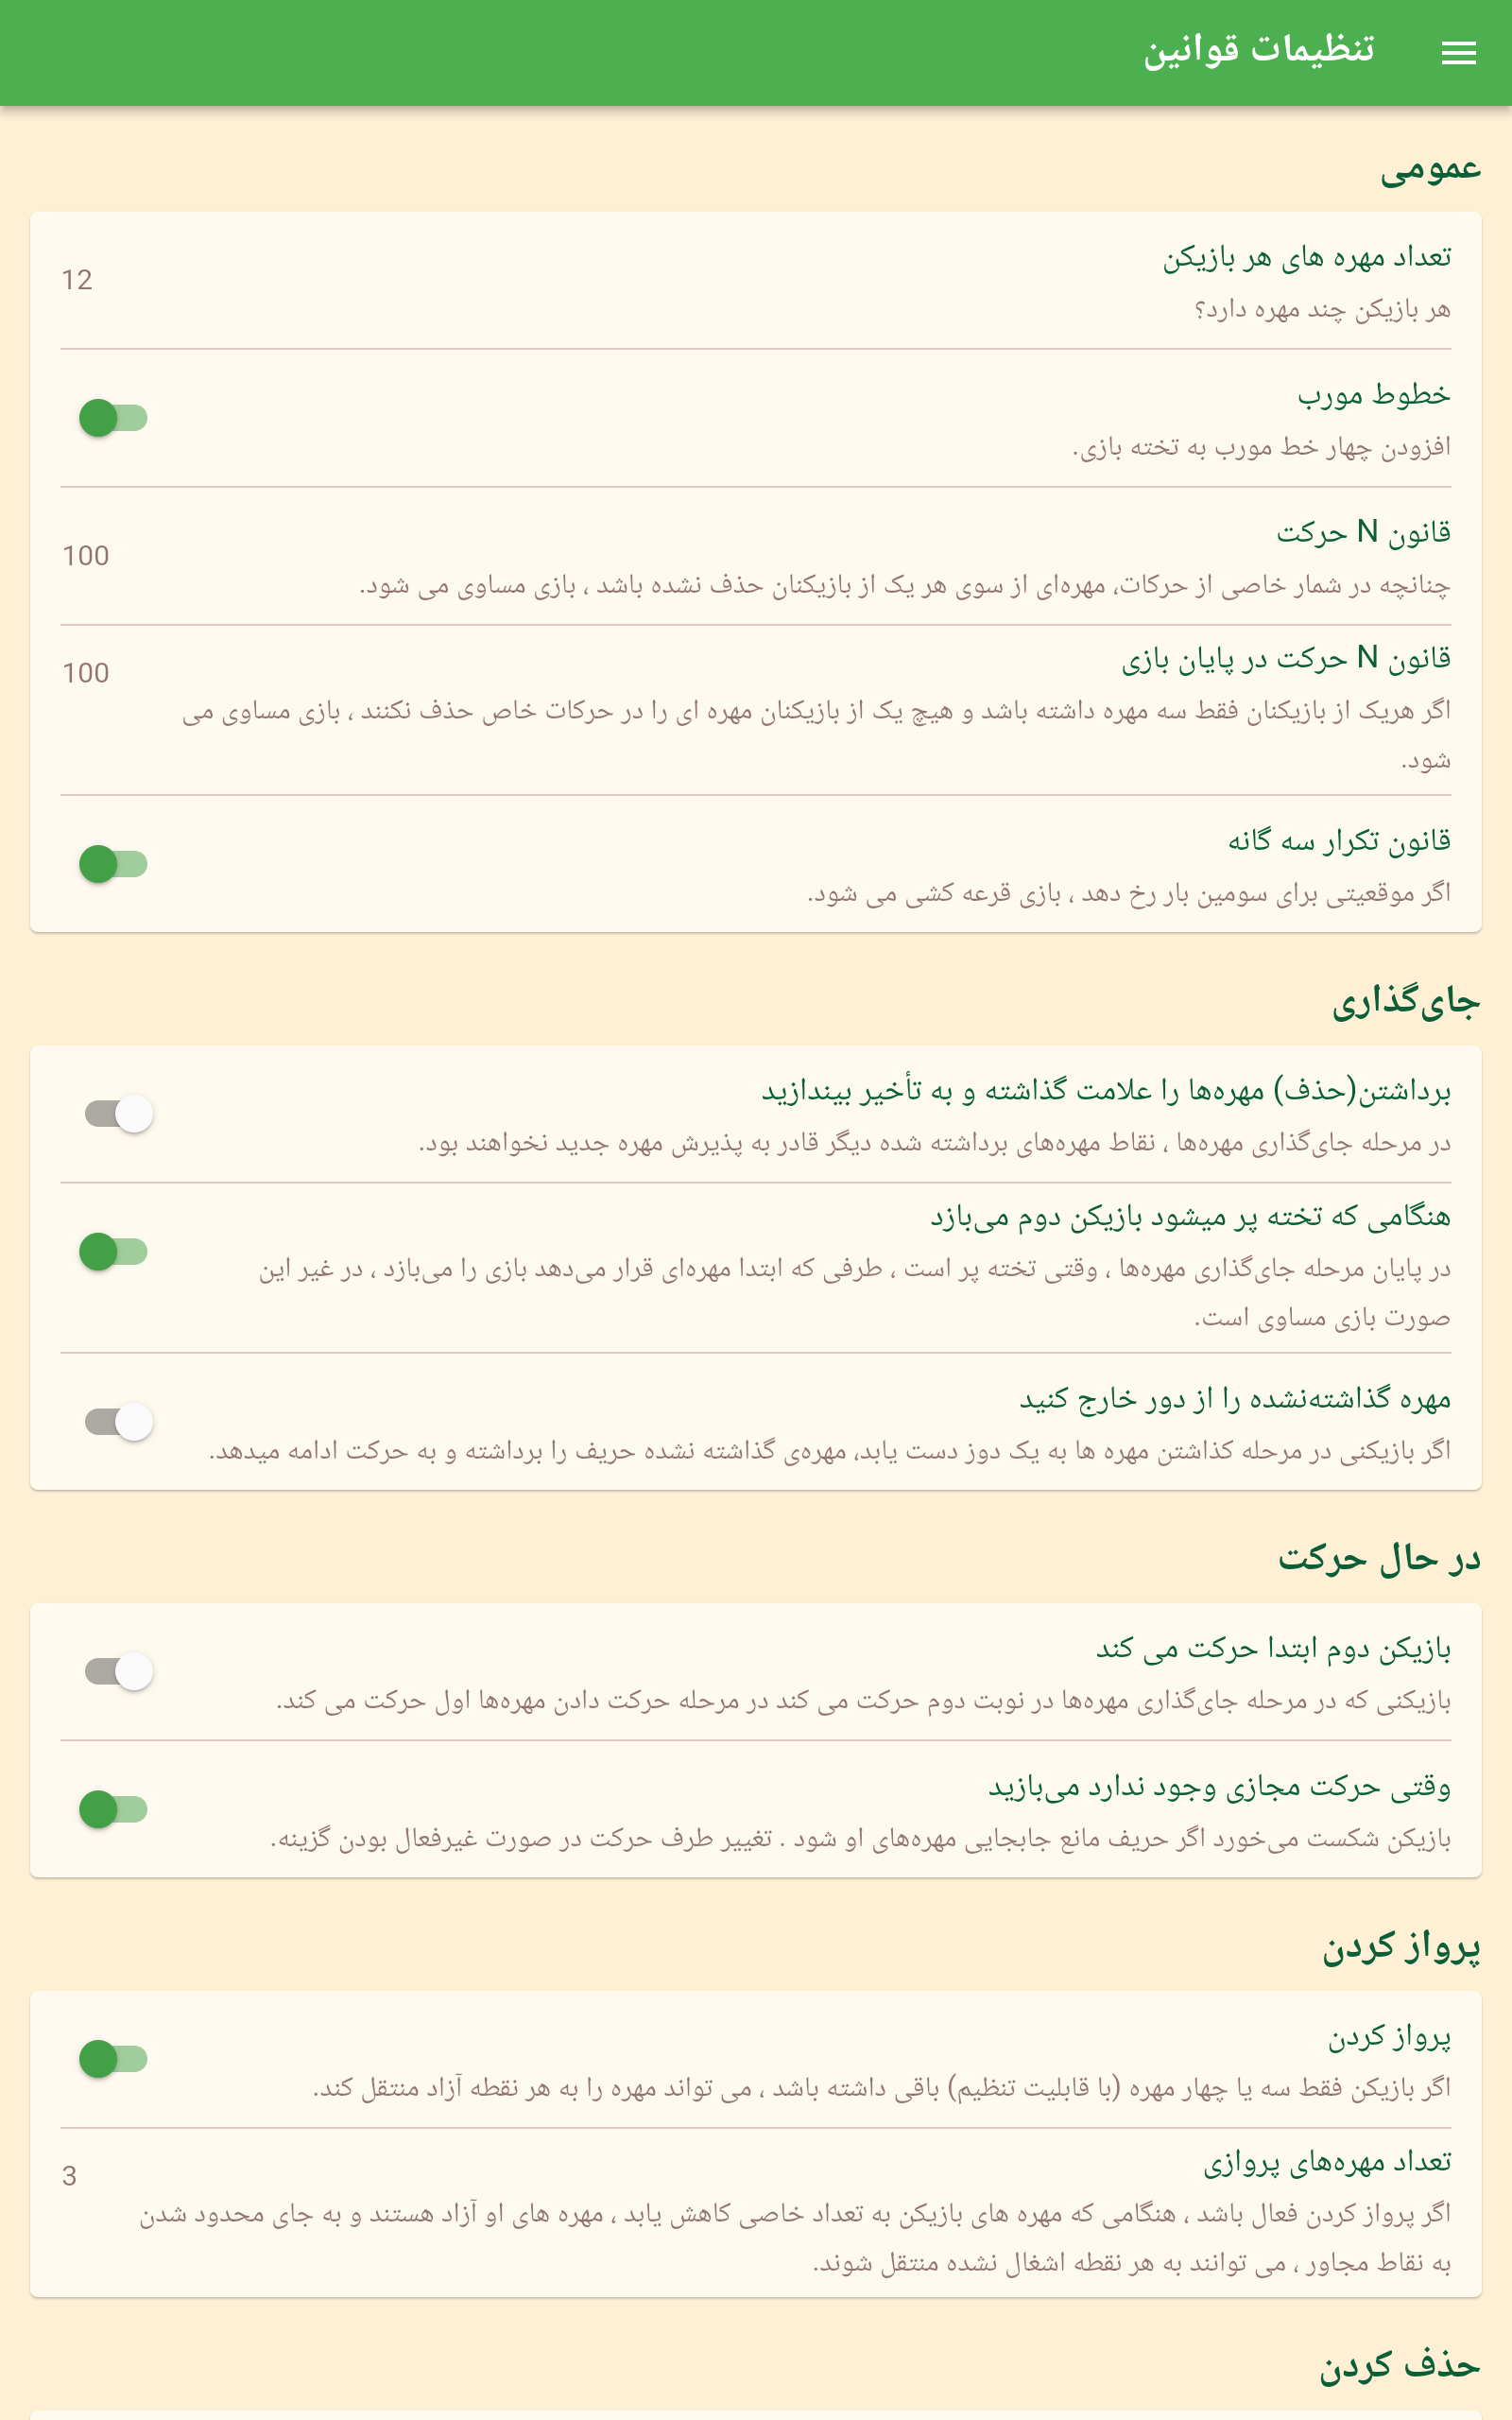 تنظیمات قوانین
عمومی
تعداد مهره های هر بازیکن
12
هر بازیکن چند مهره دارد؟
خطوط مورب
افزودن چهار خط مورب به تخته بازی.
قانون N حرکت
100
چنانچه در شمار خاصی از حرکات، مهره‌ای از سوی هر یک از بازیکنان حذف نشده باشد ، بازی مساوی می شود.
قانون N حرکت در پایان بازی
100
اگر هریک از بازیکنان فقط سه مهره داشته باشد و هیچ یک از بازیکنان مهره ای را در حرکات خاص حذف نکنند ، بازی مساوی می
شود.
قانون تکرار سه گانه
اگر موقعیتی برای سومین بار رخ دهد ، بازی قرعه کشی می شود.
جای‌گذاری
برداشتن(حذف) مهره‌ها را علامت گذاشته و به تأخیر بیندازید
در مرحله جای‌گذاری مهره‌ها ، نقاط مهره‌های برداشته شده دیگر قادر به پذیرش مهره جدید نخواهند بود.
هنگامی که تخته پر میشود بازیکن دوم می‌بازد
در پایان مرحله جای‌گذاری مهره‌ها ، وقتی تخته پر است ، طرفی که ابتدا مهره‌ای قرار می‌دهد بازی را می‌بازد ، در غیر این
صورت بازی مساوی است.
مهره گذاشته‌نشده را از دور خارج کنید
اگر بازیکنی در مرحله کذاشتن مهره ها به یک دوز دست یابد، مهره‌ی گذاشته نشده حریف را برداشته و به حرکت ادامه میدهد.
در حال حرکت
بازیکن دوم ابتدا حرکت می کند
بازیکنی که در مرحله جای‌گذاری مهره‌ها در نوبت دوم حرکت می کند در مرحله حرکت دادن مهره‌ها اول حرکت می کند.
وقتی حرکت مجازی وجود ندارد می‌بازید
بازیکن شکست می‌خورد اگر حریف مانع جابجایی مهره‌های او شود . تغییر طرف حرکت در صورت غیرفعال بودن گزینه.
پرواز کردن
پرواز کردن
اگر بازیکن فقط سه یا چهار مهره (با قابلیت تنظیم) باقی داشته باشد ، می تواند مهره را به هر نقطه آزاد منتقل کند.
تعداد مهره‌های پروازی
3
اگر پرواز کردن فعال باشد ، هنگامی که مهره های بازیکن به تعداد خاصی کاهش یابد ، مهره های او آزاد هستند و به جای محدود شدن
به نقاط مجاور ، می توانند به هر نقطه اشغال نشده منتقل شوند.
حذف کردن